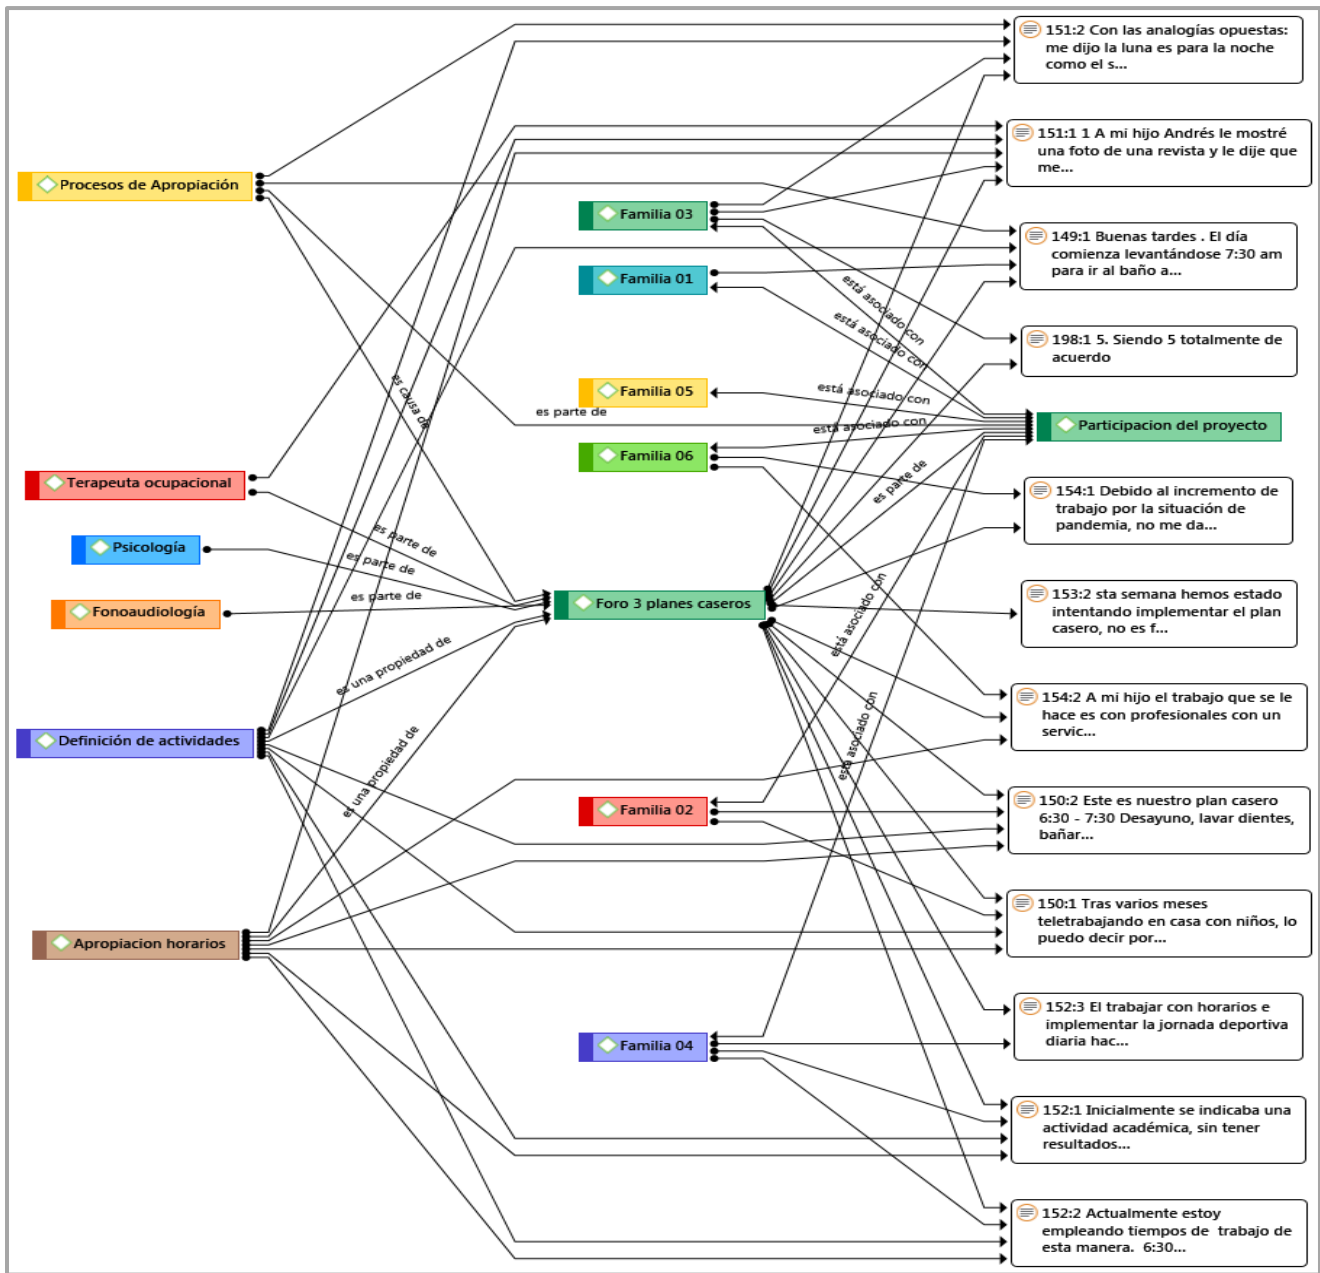 151:2 Con las analogías opuestas:
me dijo la luna es para la noche
como el s...
151:1 1 A mi hijo Andrés le mostré
una foto de una revista y le dije que
me...
Procesos de Apropiación
Familia 03
149:1 Buenas tardes . El día
comienza levantándose 7:30 am
para ir al baño a...
Familia 01
está asociado con
está asociado con
198:1 5. Siendo 5 totalmente de
acuerdo
Familia 05
está asociado con
es causa de
es parte de
está asociado con
Participacion del proyecto
Familia 06
es parte de
Terapeuta ocupacional
154:1 Debido al incremento de
trabajo por la situación de
pandemia, no me da...
Psicología
es parte de
es parte de
Fonoaudiología
es parte de
Foro 3 planes caseros
153:2 sta semana hemos estado
intentando implementar el plan
casero, no es f...
está asociado con
es una propiedad de
Definición de actividades
154:2 A mi hijo el trabajo que se le
hace es con profesionales con un
servic...
es una propiedad de
está asociado con
Familia 02
150:2 Este es nuestro plan casero
6:30 - 7:30 Desayuno, lavar dientes,
bañar...
Apropiacion horarios
150:1 Tras varios meses
teletrabajando en casa con niños, lo
puedo decir por...
152:3 El trabajar con horarios e
implementar la jornada deportiva
diaria hac...
Familia 04
152:1 Inicialmente se indicaba una
actividad académica, sin tener
resultados...
152:2 Actualmente estoy
empleando tiempos de trabajo de
esta manera. 6:30...